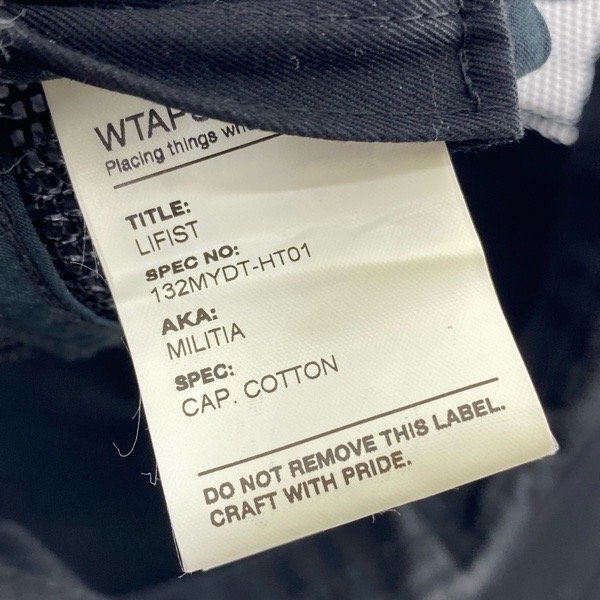 WTAPS
Placing things
TITLE:
LIFIST
SPEC NO:
132MYDT-HT01
AKA:
MILITIA
SPEC:
CAP. COTTON
DO NOT REMOVE THIS LABEL.
CRAFT WITH PRIDE.